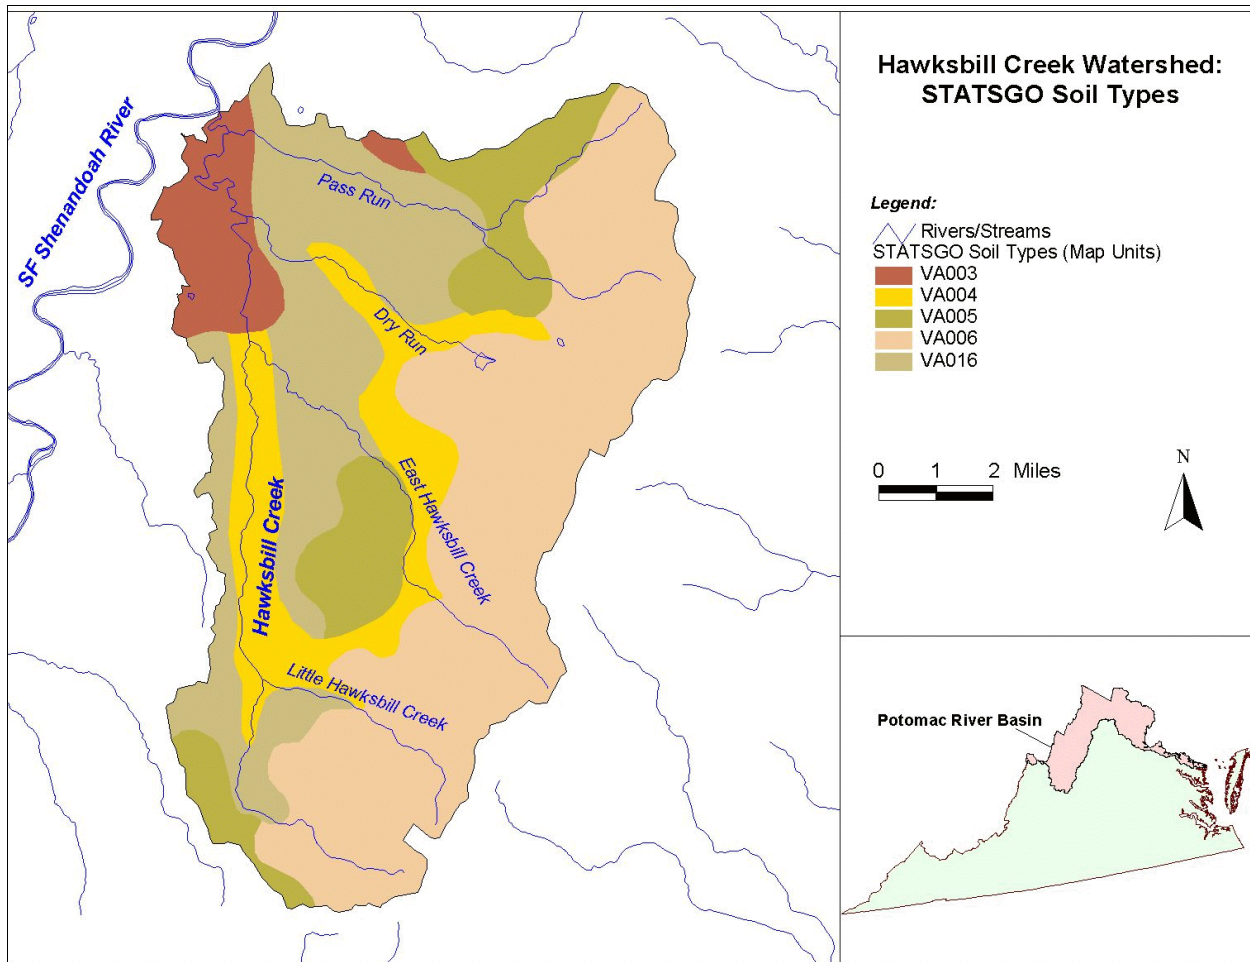 Hawksbill Creek Watershed:
STATSGO Soil Types
Legend:
Rivers/Streams
STATSGO Soil Types (Map Units)
VA003
VA004
VA005
VA006
VA016
0 1 2 Miles
N
SF Shenandoah River
Pass Run
Dry Run
East Hawksbill Creek
Hawksbill Creek
Little Hawksbill Creek
Potomac River Basin